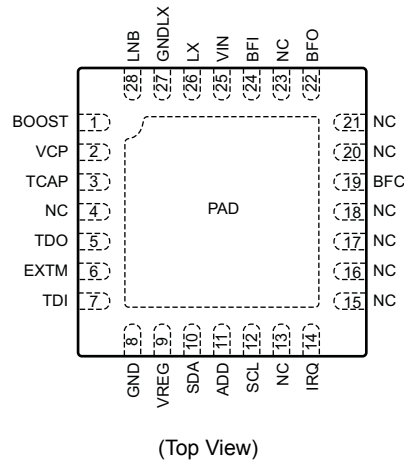 LNB
GNDLX
LX
VIN
BFI
NC
BFO
28
27
26
25
24
23
22
BOOST 1
VCP 2
TCAP 3
NC 4
TDO 5
EXTM 6
TDI 7
PAD
21 NC
20 NC
19 BFC
18 NC
17 NC
16 NC
15 NC
8
9
10
11
12
13
14
GND
VREG
SDA
ADD
SCL
NC
IRQ
(Top View)